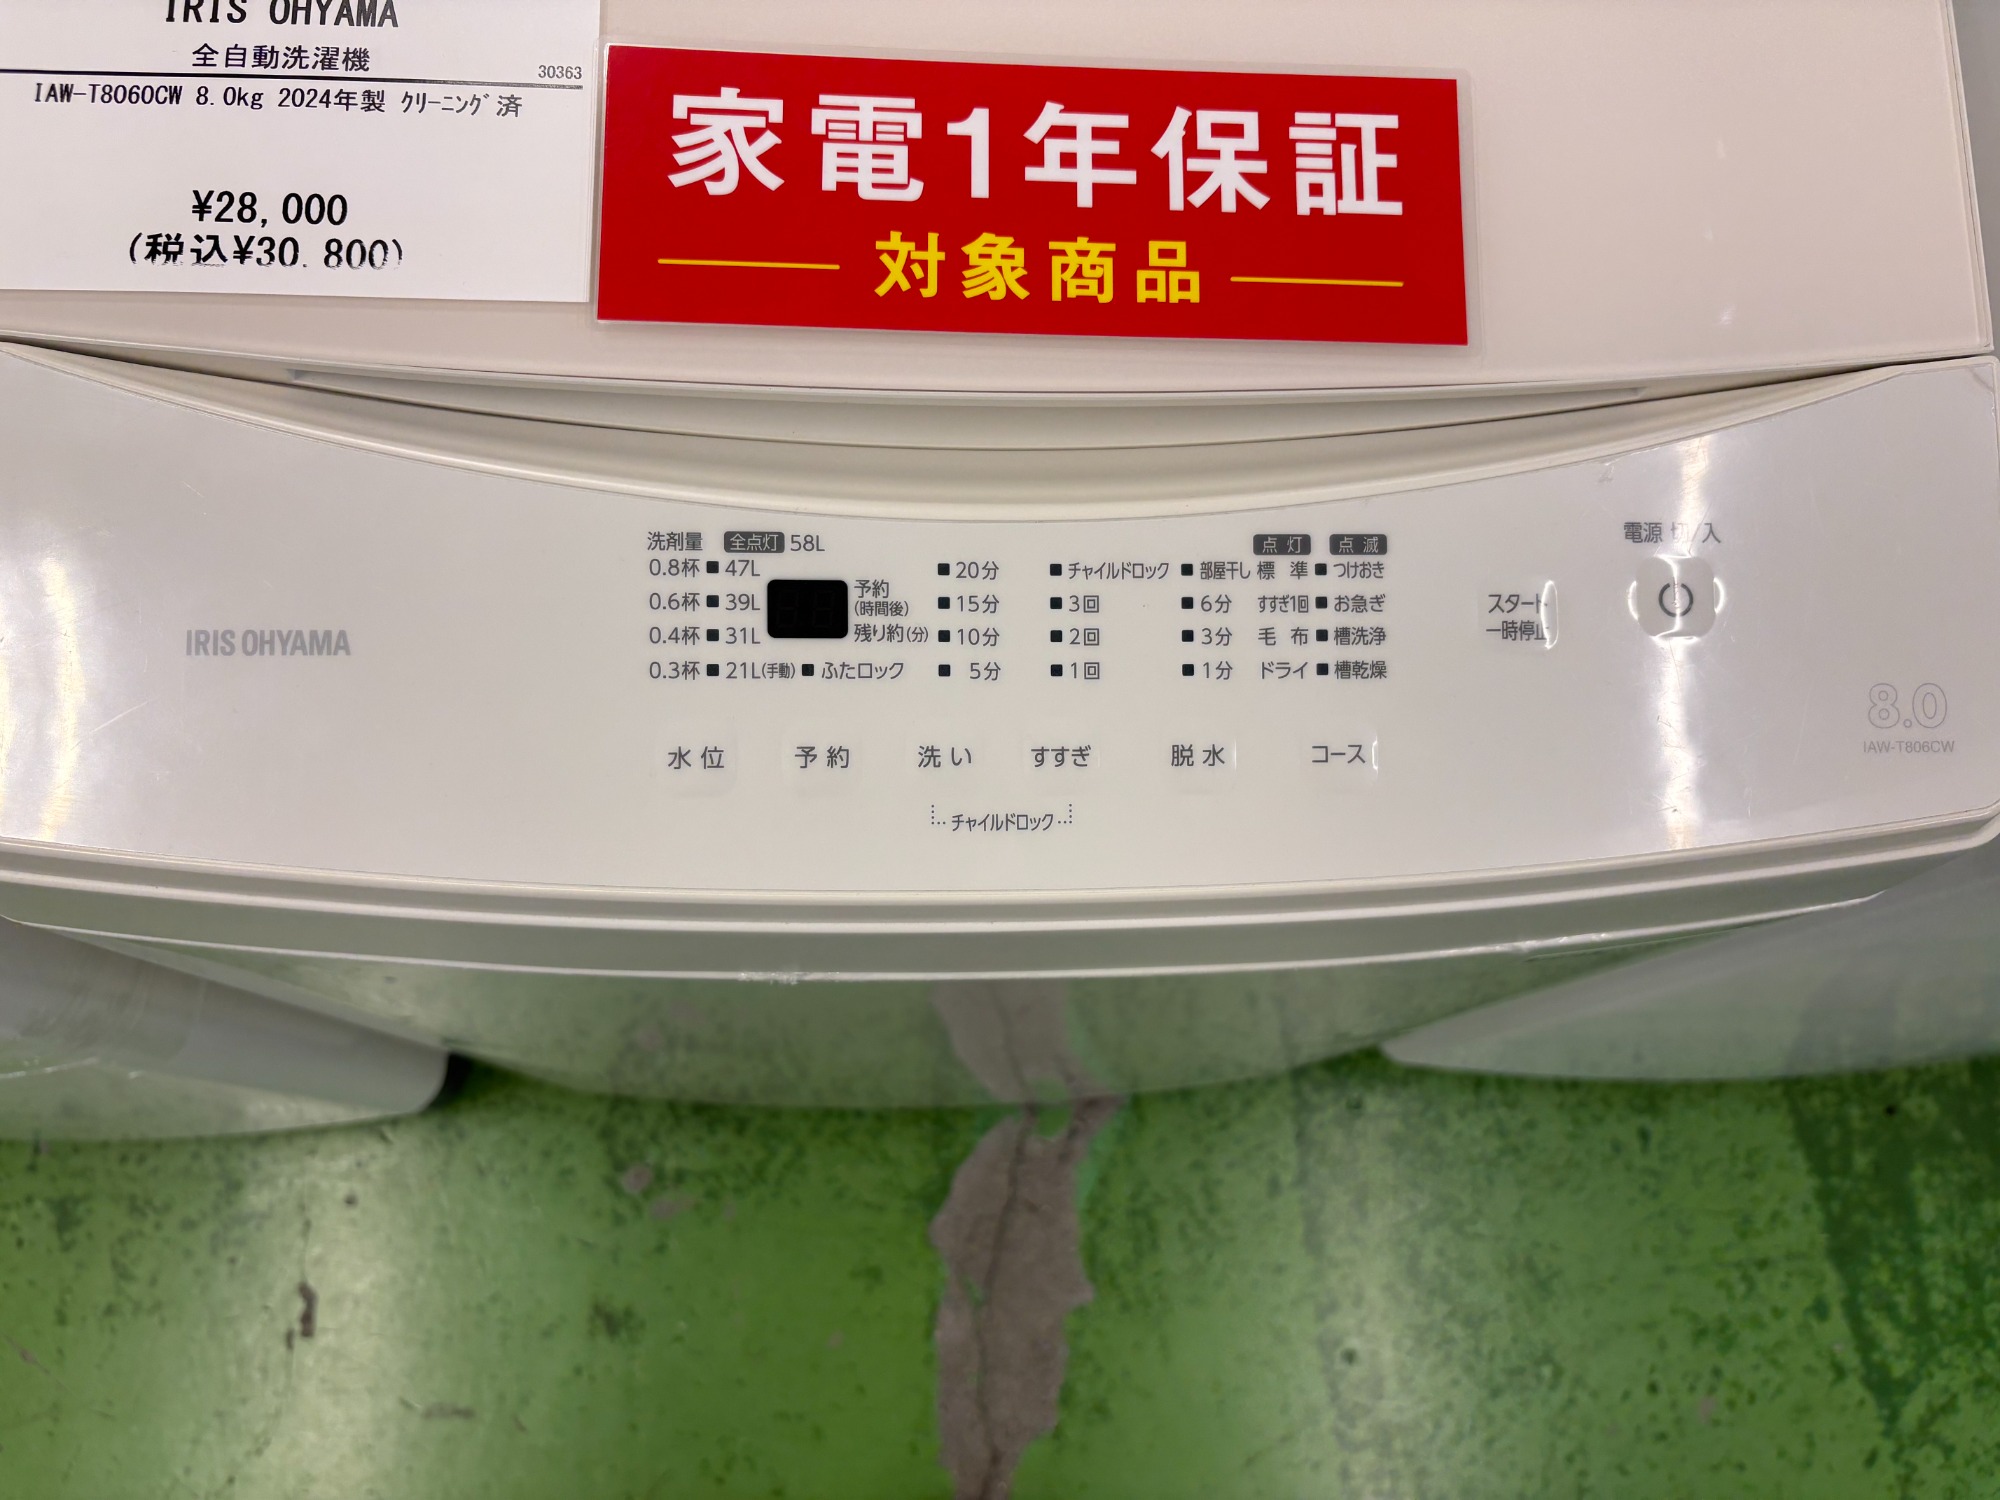 IRIS OHYAMA
全自動洗濯機
30363
IAW-T8060CW 8.0kg 2024年製 ｸﾘｰﾆﾝｸﾞ済
¥28,000
(税込¥30,800)
家電1年保証
対象商品
IRIS OHYAMA
洗剤量 全点灯 58L
0.8杯 47L
0.6杯 39L
0.4杯 31L
0.3杯 21L(手動)
予約
(時間後)
残り約(分)
ふたロック
20分
15分
10分
5分
チャイルドロック
3回
2回
1回
部屋干し
6分
3分
1分
点灯 点滅
標準 つけおき
すすぎ1回 お急ぎ
毛布 槽洗浄
ドライ 槽乾燥
水位 予約 洗い すすぎ 脱水 コース
チャイルドロック
スタート
一時停止
電源 切/入
8.0
IAW-T806CW